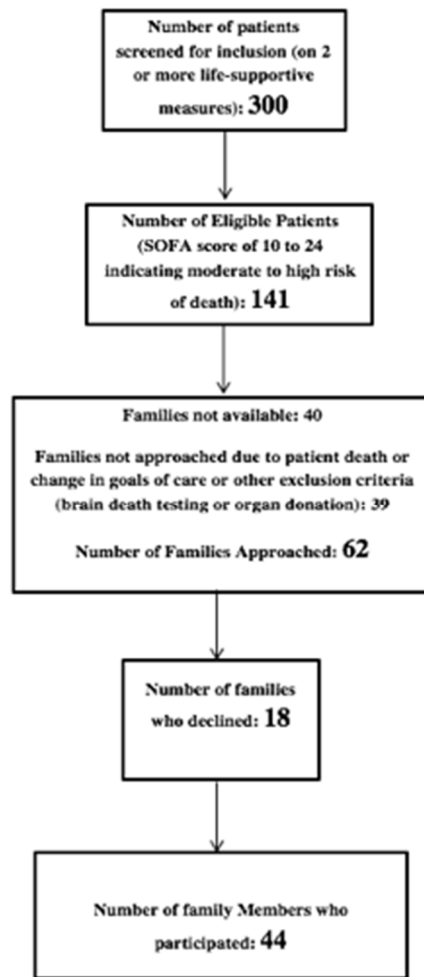 Number of patients
screened for inclusion (on 2
or more life-supportive
measures): 300
Number of Eligible Patients
(SOFA score of 10 to 24
indicating moderate to high risk
of death): 141
Families not available: 40
Families not approached due to patient death or
change in goals of care or other exclusion criteria
(brain death testing or organ donation): 39
Number of Families Approached: 62
Number of families
who declined: 18
Number of family Members who
participated: 44